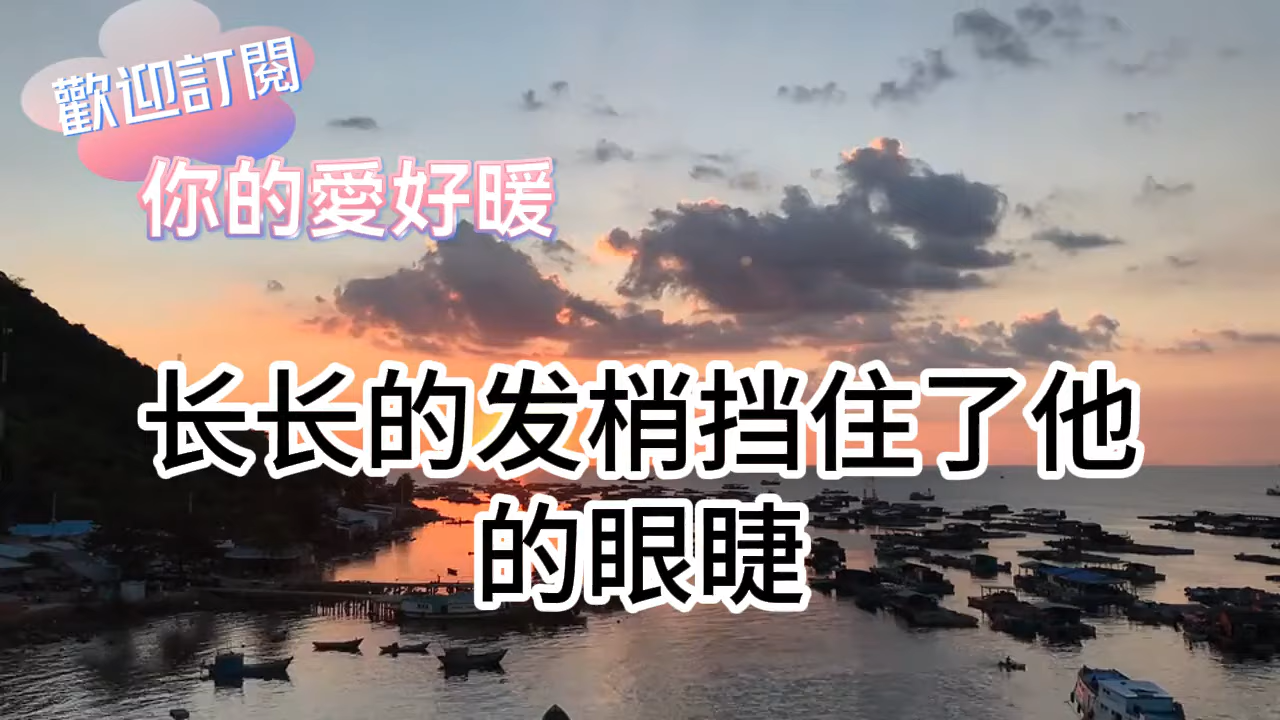 歡迎訂閱
你的愛好暖
长长的发梢挡住了他
的眼睫